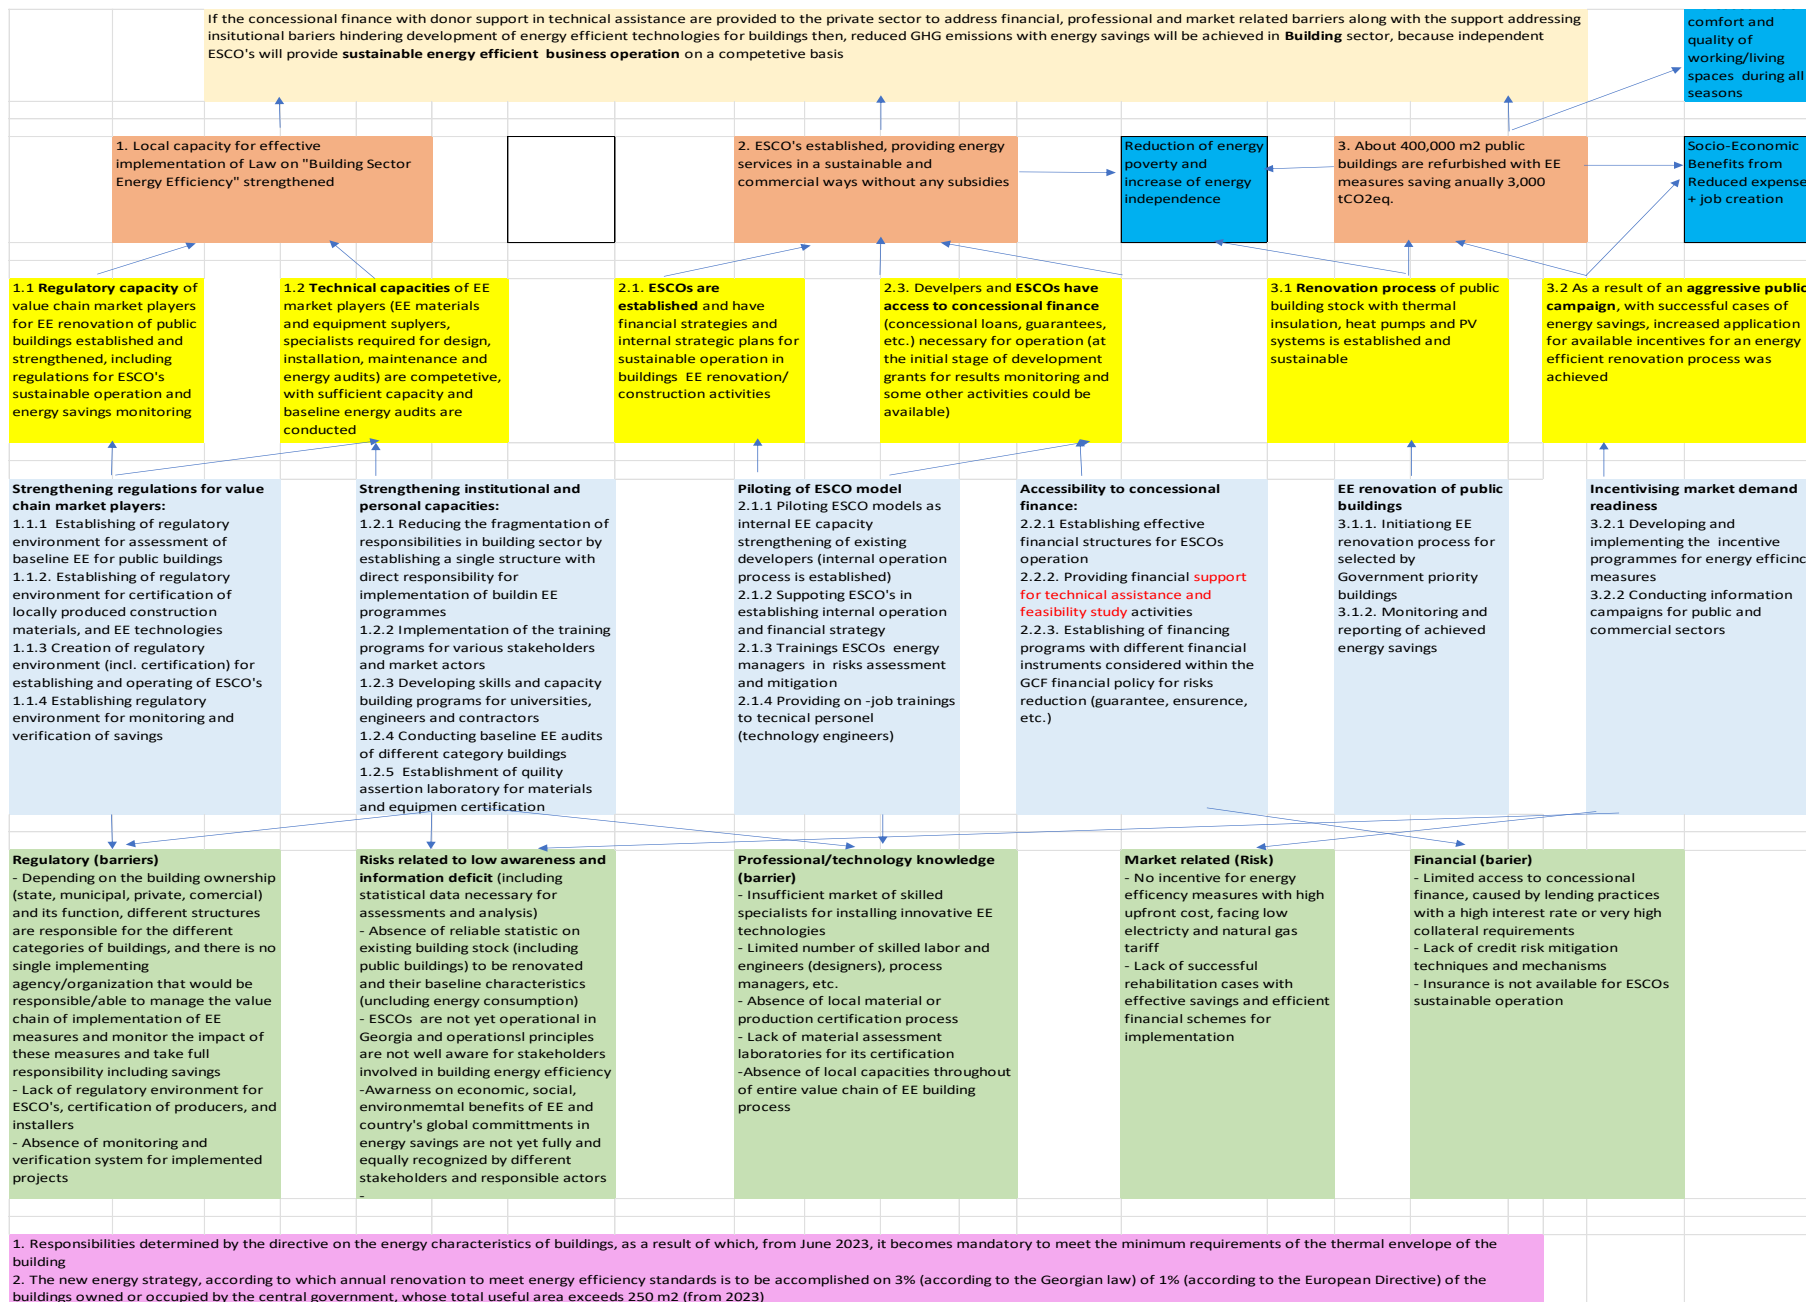 If the concessional finance with donor support in technical assistance are provided to the private sector to address financial, professional and market related barriers along with the support addressing
insitutional bariers hindering development of energy efficient technologies for buildings then, reduced GHG emissions with energy savings will be achieved in Building sector, because independent
ESCO's will provide sustainable energy efficient business operation on a competetive basis
comfort and
quality of
working/living
spaces during all
seasons
1. Local capacity for effective
implementation of Law on "Building Sector
Energy Efficiency" strengthened
2. ESCO's established, providing energy
services in a sustainable and
commercial ways without any subsidies
Reduction of energy
poverty and
increase of energy
independence
3. About 400,000 m2 public
buildings are refurbished with EE
measures saving anually 3,000
tCO2eq.
Socio-Economic
Benefits from
Reduced expense
+ job creation
1.1 Regulatory capacity of
value chain market players
for EE renovation of public
buildings established and
strengthened, including
regulations for ESCO's
sustainable operation and
energy savings monitoring
1.2 Technical capacities of EE
market players (EE materials
and equipment suplyers,
specialists required for design,
installation, maintenance and
energy audits) are competetive,
with sufficient capacity and
baseline energy audits are
conducted
2.1. ESCOs are
established and have
financial strategies and
internal strategic plans for
sustainable operation in
buildings EE renovation/
construction activities
2.3. Develpers and ESCOs have
access to concessional finance
(concessional loans, guarantees,
etc.) necessary for operation (at
the initial stage of development
grants for results monitoring and
some other activities could be
available)
3.1 Renovation process of public
building stock with thermal
insulation, heat pumps and PV
systems is established and
sustainable
3.2 As a result of an aggressive public
campaign, with successful cases of
energy savings, increased application
for available incentives for an energy
efficient renovation process was
achieved
Strengthening regulations for value
chain market players:
1.1.1 Establishing of regulatory
environment for assessment of
baseline EE for public buildings
1.1.2. Establishing of regulatory
environment for certification of
locally produced construction
materials, and EE technologies
1.1.3 Creation of regulatory
environment (incl. certification) for
establishing and operating of ESCO's
1.1.4 Establishing regulatory
environment for monitoring and
verification of savings
Strengthening institutional and
personal capacities:
1.2.1 Reducing the fragmentation of
responsibilities in building sector by
establishing a single structure with
direct responsibility for
implementation of buildin EE
programmes
1.2.2 Implementation of the training
programs for various stakeholders
and market actors
1.2.3 Developing skills and capacity
building programs for universities,
engineers and contractors
1.2.4 Conducting baseline EE audits
of different category buildings
1.2.5 Establishment of quility
assertion laboratory for materials
and equipmen certification
Piloting of ESCO model
2.1.1 Piloting ESCO models as
internal EE capacity
strengthening of existing
developers (internal operation
process is established)
2.1.2 Suppoting ESCO's in
establishing internal operation
and financial strategy
2.1.3 Trainings ESCOs energy
managers in risks assessment
and mitigation
2.1.4 Providing on -job trainings
to tecnical personel
(technology engineers)
Accessibility to concessional
finance:
2.2.1 Establishing effective
financial structures for ESCOs
operation
2.2.2. Providing financial support
for technical assistance and
feasibility study activities
2.2.3. Establishing of financing
programs with different financial
instruments considered within the
GCF financial policy for risks
reduction (guarantee, ensurence,
etc.)
EE renovation of public
buildings
3.1.1. Initiationg EE
renovation process for
selected by
Government priority
buildings
3.1.2. Monitoring and
reporting of achieved
energy savings
Incentivising market demand
readiness
3.2.1 Developing and
implementing the incentive
programmes for energy efficinc
measures
3.2.2 Conducting information
campaigns for public and
commercial sectors
Regulatory (barriers)
- Depending on the building ownership
(state, municipal, private, comercial)
and its function, different structures
are responsible for the different
categories of buildings, and there is no
single implementing
agency/organization that would be
responsible/able to manage the value
chain of implementation of EE
measures and monitor the impact of
these measures and take full
responsibility including savings
- Lack of regulatory environment for
ESCO's, certification of producers, and
installers
- Absence of monitoring and
verification system for implemented
projects
Risks related to low awareness and
information deficit (including
statistical data necessary for
assessments and analysis)
- Absence of reliable statistic on
existing building stock (including
public buildings) to be renovated
and their baseline characteristics
(uncluding energy consumption)
- ESCOs are not yet operational in
Georgia and operationsl principles
are not well aware for stakeholders
involved in building energy efficiency
-Awarness on economic, social,
environmemtal benefits of EE and
country's global committments in
energy savings are not yet fully and
equally recognized by different
stakeholders and responsible actors
-
Professional/technology knowledge
(barrier)
- Insufficient market of skilled
specialists for installing innovative EE
technologies
- Limited number of skilled labor and
engineers (designers), process
managers, etc.
- Absence of local material or
production certification process
- Lack of material assessment
laboratories for its certification
-Absence of local capacities throughout
of entire value chain of EE building
process
Market related (Risk)
- No incentive for energy
efficency measures with high
upfront cost, facing low
electricty and natural gas
tariff
- Lack of successful
rehabilitation cases with
effective savings and efficient
financial schemes for
implementation
Financial (barier)
- Limited access to concessional
finance, caused by lending practices
with a high interest rate or very high
collateral requirements
- Lack of credit risk mitigation
techniques and mechanisms
- Insurance is not available for ESCOs
sustainable operation
1. Responsibilities determined by the directive on the energy characteristics of buildings, as a result of which, from June 2023, it becomes mandatory to meet the minimum requirements of the thermal envelope of the
building
2. The new energy strategy, according to which annual renovation to meet energy efficiency standards is to be accomplished on 3% (according to the Georgian law) of 1% (according to the European Directive) of the
buildings owned or occupied by the central government, whose total useful area exceeds 250 m2 (from 2023)